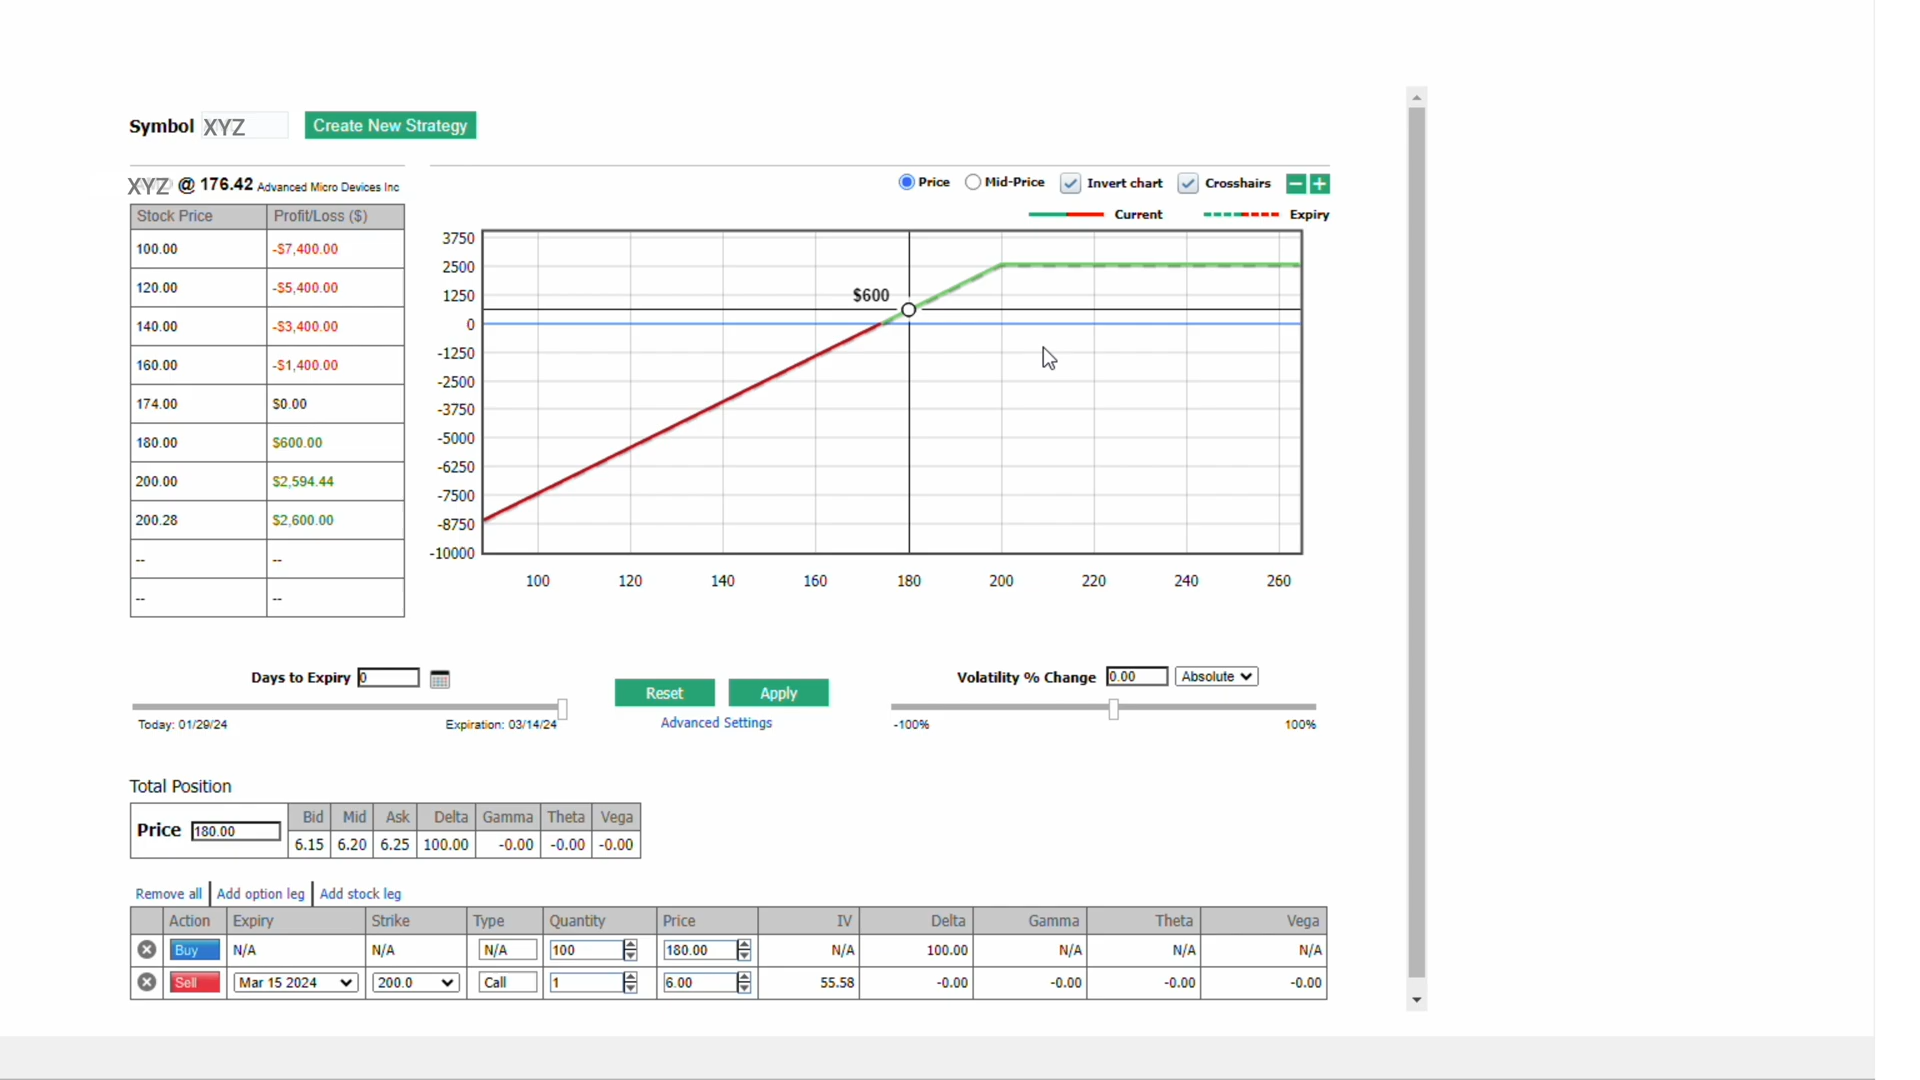 Symbol XYZ Create New Strategy
XYZ @ 176.42 Advanced Micro Devices Inc
Price Mid-Price Invert chart Crosshairs
Current Expiry
Stock Price Profit/Loss ($)
100.00 -$7,400.00
120.00 -$5,400.00
140.00 -$3,400.00
160.00 -$1,400.00
174.00 $0.00
180.00 $600.00
200.00 $2,594.44
200.28 $2,600.00
-- --
-- --
3750
2500
1250
0
-1250
-2500
-3750
-5000
-6250
-7500
-8750
-10000
$600
100 120 140 160 180 200 220 240 260
Days to Expiry 0
Today: 01/29/24 Expiration: 03/14/24
Reset Apply
Advanced Settings
Volatility % Change 0.00 Absolute
-100% 100%
Total Position
Price 180.00
Bid Mid Ask Delta Gamma Theta Vega
6.15 6.20 6.25 100.00 -0.00 -0.00 -0.00
Remove all Add option leg Add stock leg
Action Expiry Strike Type Quantity Price IV Delta Gamma Theta Vega
Buy N/A N/A N/A 100 180.00 N/A 100.00 N/A N/A N/A
Sell Mar 15 2024 200.0 Call 1 6.00 55.58 -0.00 -0.00 -0.00 -0.00